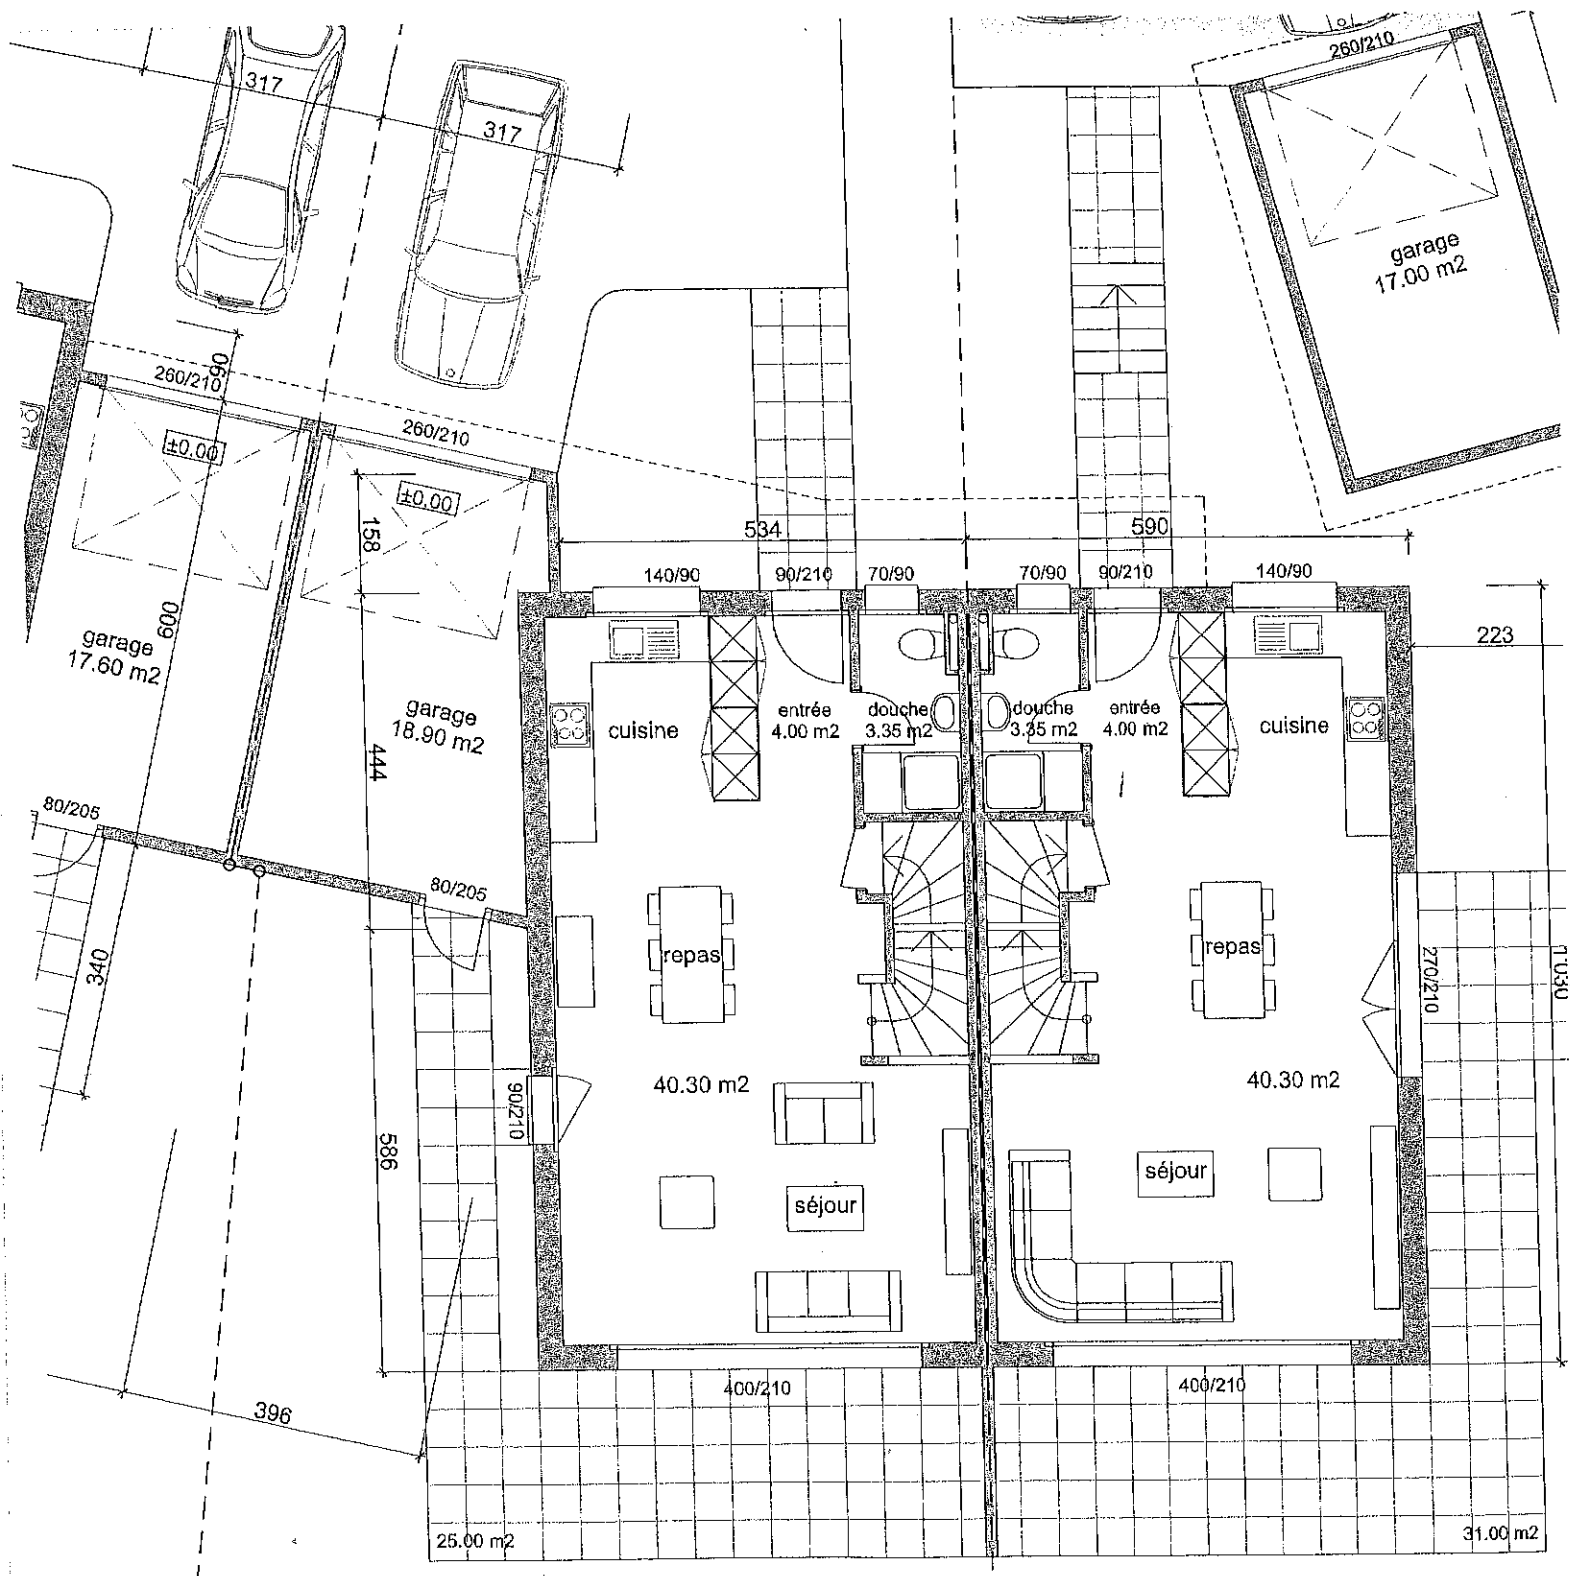 317
317
260/210
garage
17.00 m2
90
260/210
±0,00
260/210
±0,00
158
534
590
140/90
90/210
70/90
70/90
90/210
140/90
223
600
garage
17.60 m2
garage
18.90 m2
444
cuisine
entrée
4.00 m2
douche
3.35 m2
douche
3.35 m2
entrée
4.00 m2
cuisine
80/205
80/205
340
repas
repas
270/210
1'030
90/210
40.30 m2
40.30 m2
586
séjour
séjour
396
400/210
400/210
25.00 m2
31.00 m2